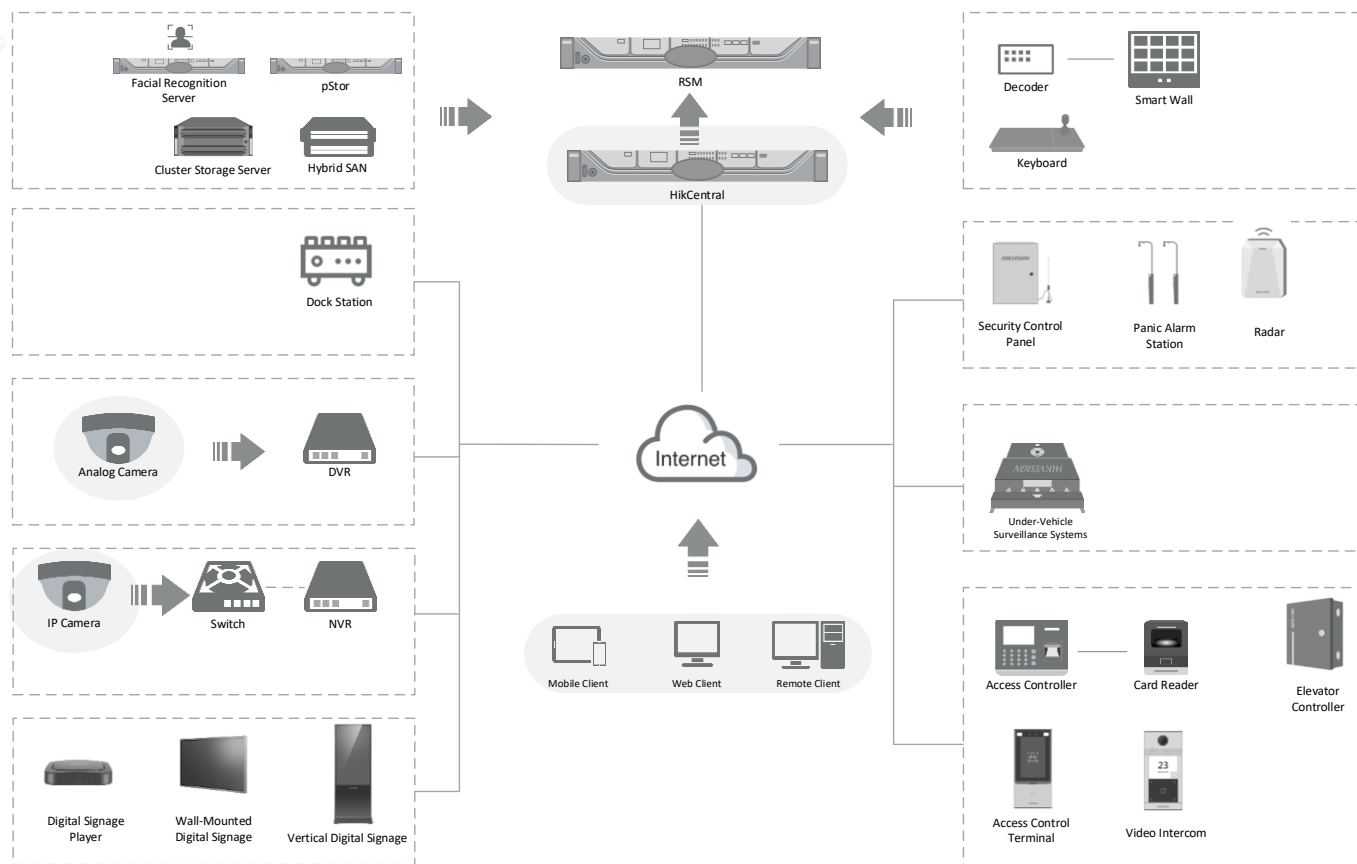 Facial Recognition
Server
pStor
Cluster Storage Server
Hybrid SAN
RSM
HikCentral
Decoder
Smart Wall
Keyboard
Dock Station
HIKVISION
Security Control
Panel
Panic Alarm
Station
Radar
Analog Camera
DVR
Internet
HIKVISION
Under-Vehicle
Surveillance Systems
IP Camera
Switch
NVR
Mobile Client
Web Client
Remote Client
Access Controller
Card Reader
Elevator
Controller
Digital Signage
Player
Wall-Mounted
Digital Signage
Vertical Digital Signage
23
Access Control
Terminal
Video Intercom